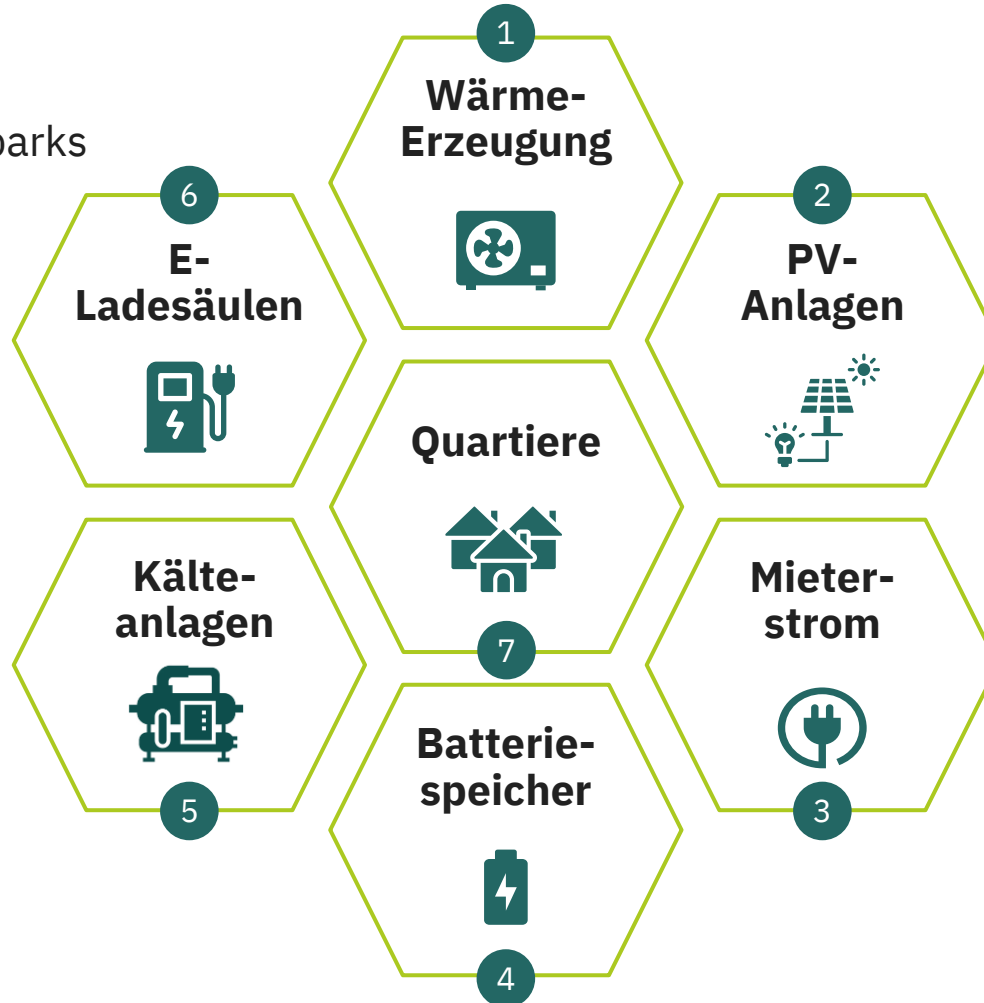 1
Wärme-
Erzeugung
6
E-
Ladesäulen
2
PV-
Anlagen
Quartiere
7
Kälte-
anlagen
5
Mieter-
strom
3
Batterie-
speicher
4